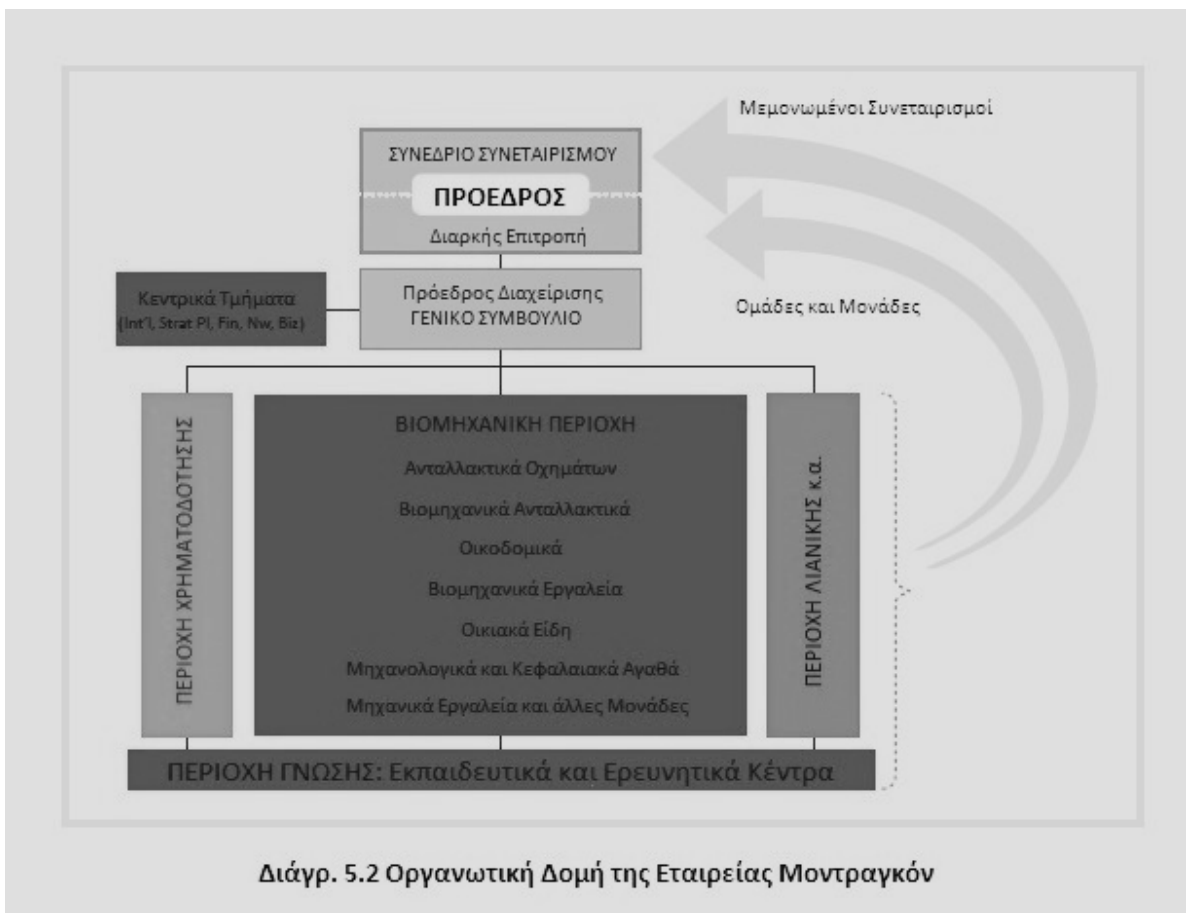 Μεμονωμένοι Συνεταιρισμοί
ΣΥΝΕΔΡΙΟ ΣΥΝΕΤΑΙΡΙΣΜΟΥ
ΠΡΟΕΔΡΟΣ
Διαρκής Επιτροπή
Κεντρικά Τμήματα
(Int'l, Strat Pl, Fin, Nw, Biz)
Πρόεδρος Διαχείρισης
ΓΕΝΙΚΟ ΣΥΜΒΟΥΛΙΟ
Ομάδες και Μονάδες
ΠΕΡΙΟΧΗ ΧΡΗΜΑΤΟΔΟΤΗΣΗΣ
ΒΙΟΜΗΧΑΝΙΚΗ ΠΕΡΙΟΧΗ
Ανταλλακτικά Οχημάτων
Βιομηχανικά Ανταλλακτικά
Οικοδομικά
Βιομηχανικά Εργαλεία
Οικιακά Είδη
Μηχανολογικά και Κεφαλαιακά Αγαθά
Μηχανικά Εργαλεία και άλλες Μονάδες
ΠΕΡΙΟΧΗ ΛΙΑΝΙΚΗΣ κ.α.
ΠΕΡΙΟΧΗ ΓΝΩΣΗΣ: Εκπαιδευτικά και Ερευνητικά Κέντρα
Διάγρ. 5.2 Οργανωτική Δομή της Εταιρείας Μοντραγκόν